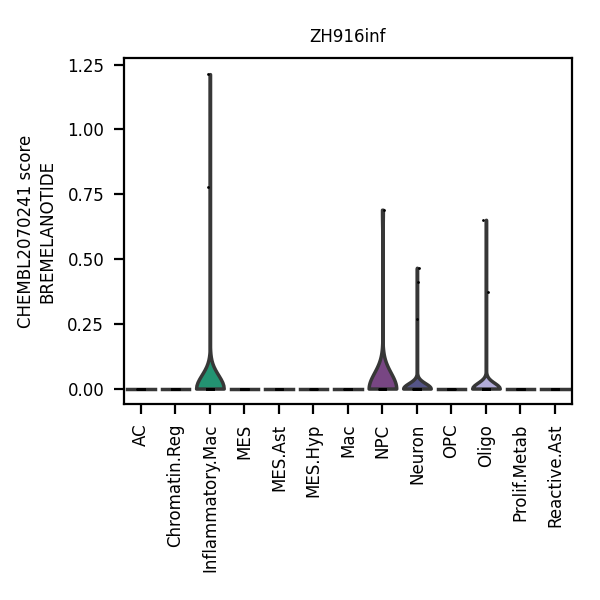 ZH916inf
CHEMBL2070241 score
BREMELANOTIDE
1.25
1.00
0.75
0.50
0.25
0.00
AC
Chromatin.Reg
Inflammatory.Mac
MES
MES.Ast
MES.Hyp
Mac
NPC
Neuron
OPC
Oligo
Prolif.Metab
Reactive.Ast